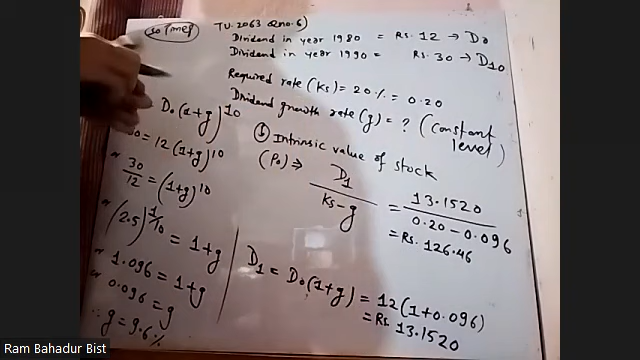 30 times
TU.2063 Qno.6)
Dividend in year 1980 = Rs. 12 → D0
Dividend in year 1990 = Rs. 30 → D10
Required rate (Ks) = 20% = 0.20
Dividend growth rate (g) = ? (constant level)
D0(1+g)^10
=12(1+g)^10
30/12 = (1+g)^10
(2.5)^1/10 = 1+g
1.096 = 1+g
0.096 = g
∴ g = 9.6%
① Intrinsic value of stock
(P0) ⇒ D1/Ks-g = 13.1520/0.20-0.096
= Rs. 126.46
D1 = D0(1+g) = 12(1+0.096)
= Rs. 13.1520
Ram Bahadur Bist